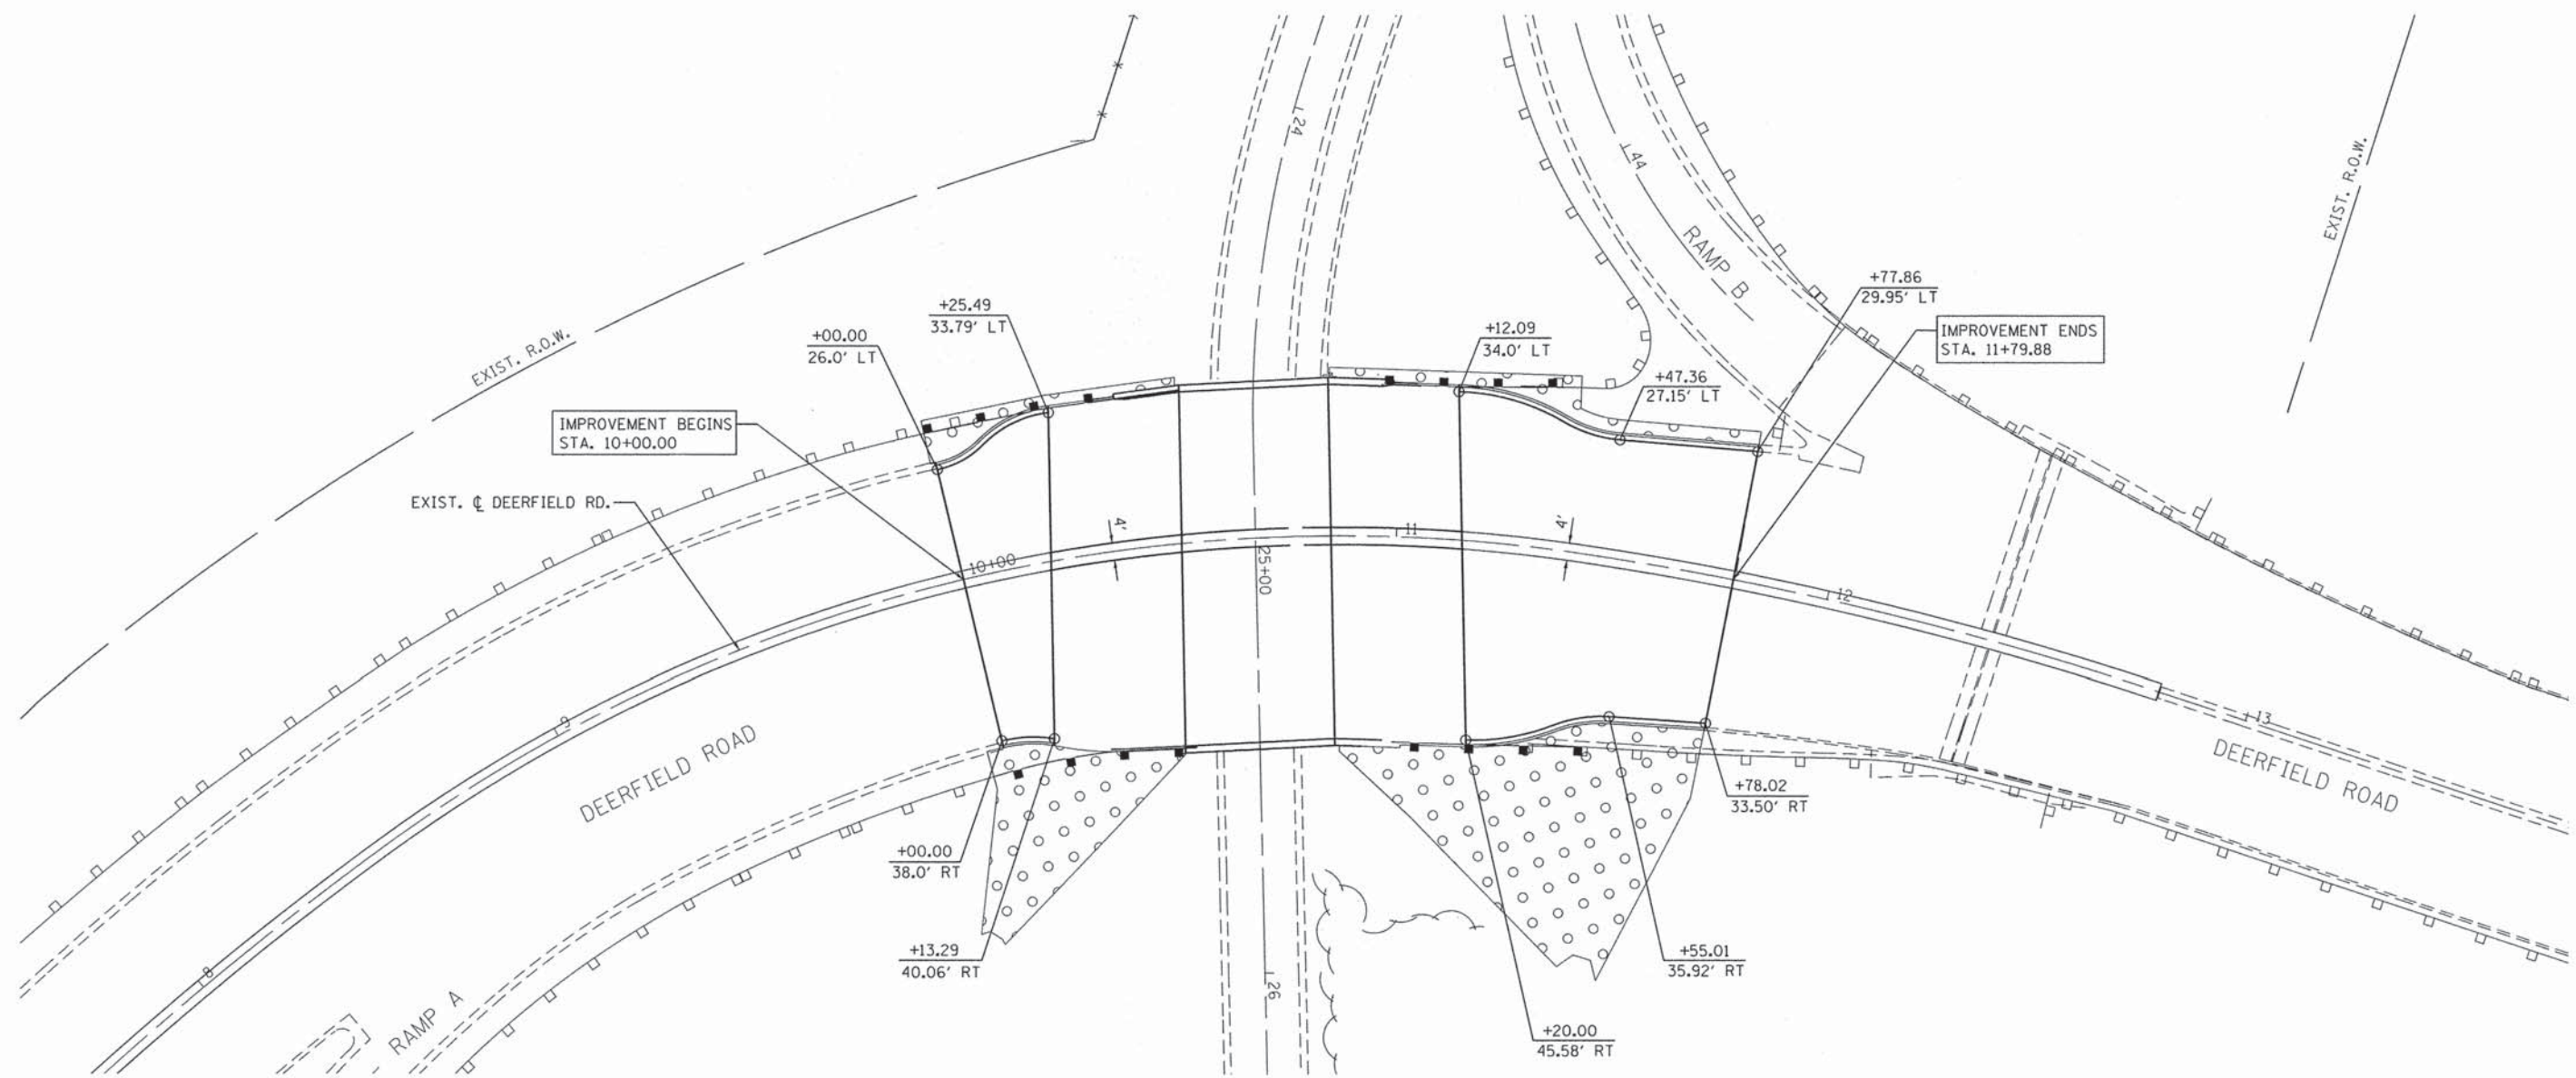 24
44
EXIST. R.O.W.
RAMP B
+77.86
29.95' LT
+25.49
33.79' LT
+00.00
26.0' LT
+12.09
34.0' LT
IMPROVEMENT ENDS
STA. 11+79.88
EXIST. R.O.W.
+47.36
27.15' LT
IMPROVEMENT BEGINS
STA. 10+00.00
EXIST. ℄ DEERFIELD RD.
4'
4'
11
10+00
25+00
12
9
13
DEERFIELD ROAD
DEERFIELD ROAD
+78.02
33.50' RT
+00.00
38.0' RT
+13.29
40.06' RT
+55.01
35.92' RT
8
26
RAMP A
+20.00
45.58' RT